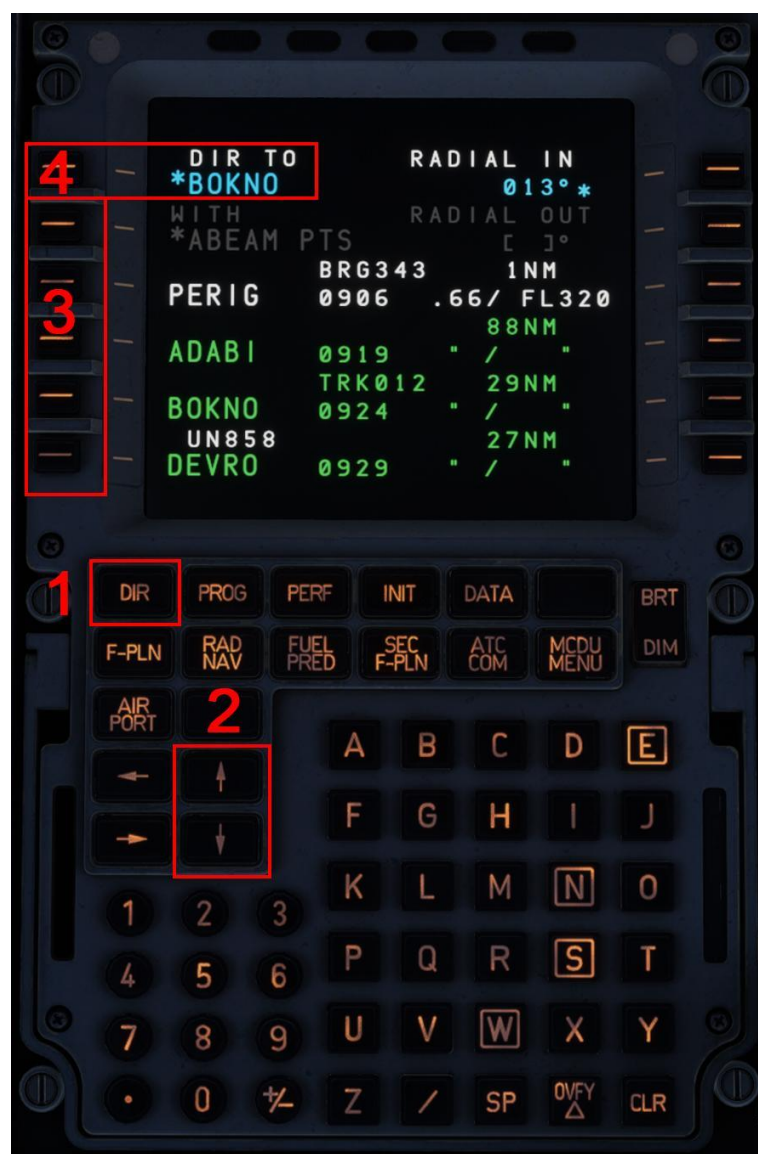 4
DIR TO RADIAL IN
*BOKNO 013°*
WITH RADIAL OUT
*ABEAM PTS [ ]°
3
BRG343 1NM
PERIG 0906 .66/ FL320
88NM
ADABI 0919 " / "
TRK012 29NM
BOKNO 0924 " / "
UN858 27NM
DEVRO 0929 " / "
1
DIR PROG PERF INIT DATA
BRT
F-PLN RAD NAV FUEL PRED SEC F-PLN ATC COM MCDU MENU
DIM
AIR PORT
2
← ↑
→ ↓
A B C D E
F G H I J
K L M N O
P Q R S T
U V W X Y
Z / SP OVFY △ CLR
1 2 3
4 5 6
7 8 9
. 0 +/-